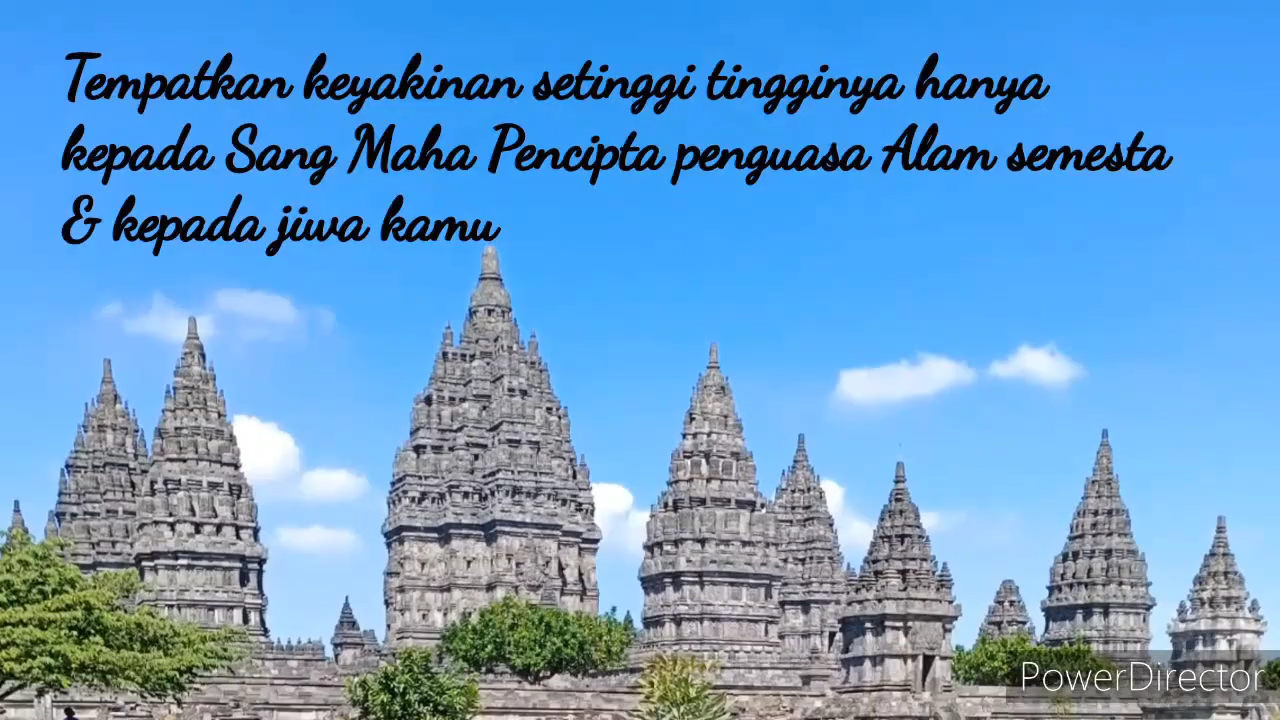 Tempatkan keyakinan setinggi tingginya hanya
kepada Sang Maha Pencipta penguasa Alam semesta
& kepada jiwa kamu
PowerDirector